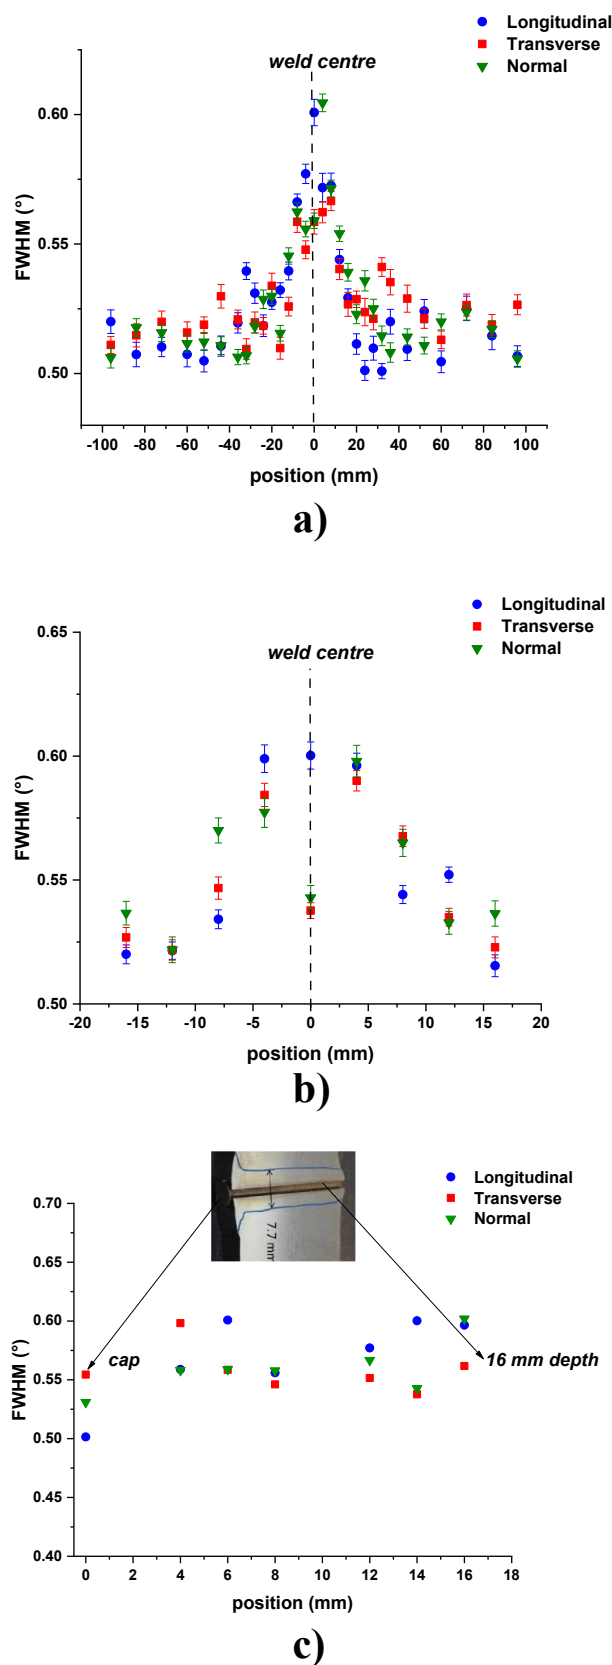 Longitudinal
Transverse
Normal
weld centre
FWHM (°)
0.60
0.55
0.50
-100 -80 -60 -40 -20 0 20 40 60 80 100
position (mm)
a)
Longitudinal
Transverse
Normal
weld centre
FWHM (°)
0.65
0.60
0.55
0.50
-20 -15 -10 -5 0 5 10 15 20
position (mm)
b)
Longitudinal
Transverse
Normal
7.7 mm
FWHM (°)
0.70
0.65
0.60
0.55
0.50
0.45
0.40
cap
16 mm depth
0 2 4 6 8 10 12 14 16 18
position (mm)
c)